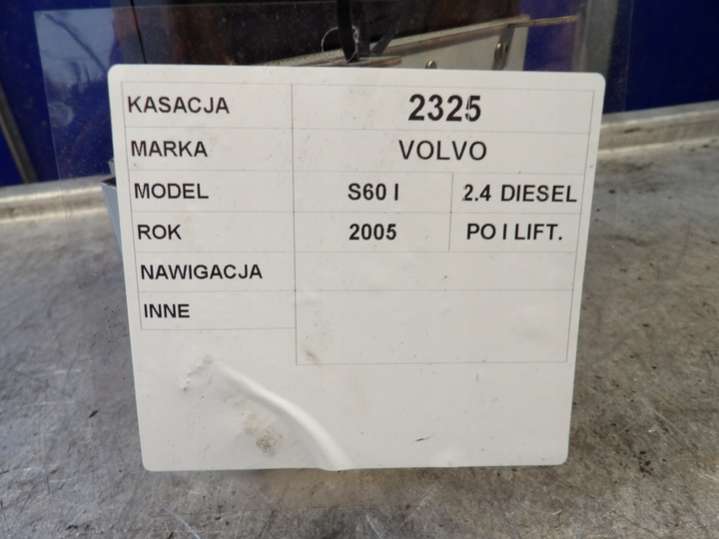 KASACJA 2325
MARKA VOLVO
MODEL S60 I 2.4 DIESEL
ROK 2005 PO I LIFT.
NAWIGACJA
INNE